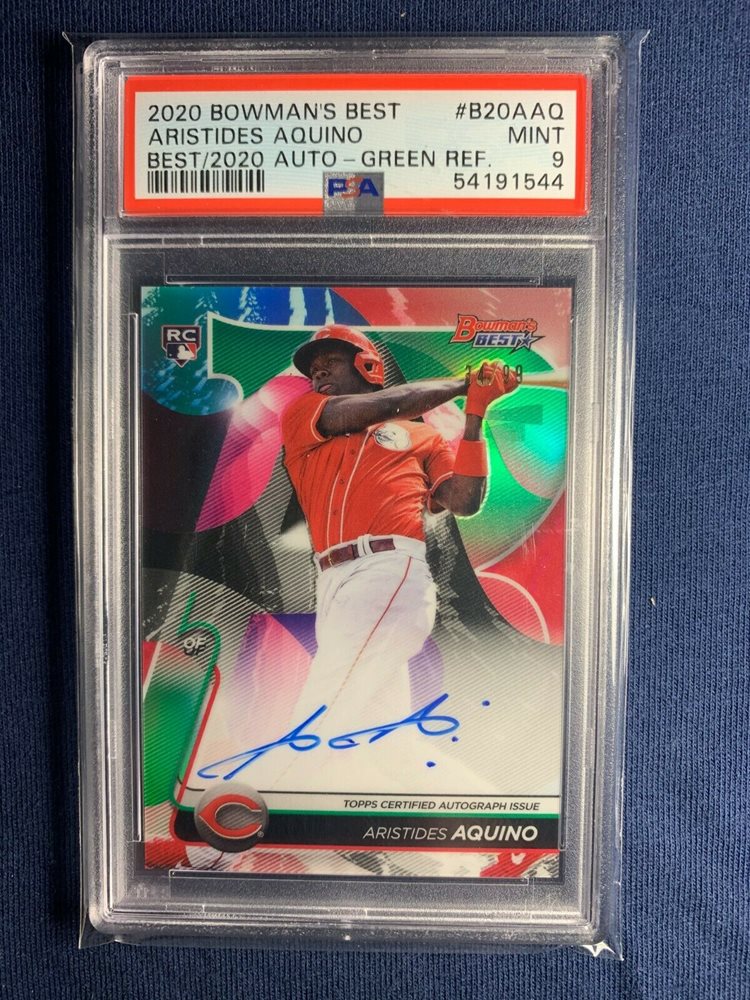 2020 BOWMAN'S BEST #B20AAQ
ARISTIDES AQUINO MINT
BEST/2020 AUTO – GREEN REF. 9
PSA 54191544
RC
Bowman's
BEST
OF
TOPPS CERTIFIED AUTOGRAPH ISSUE
C
ARISTIDES AQUINO